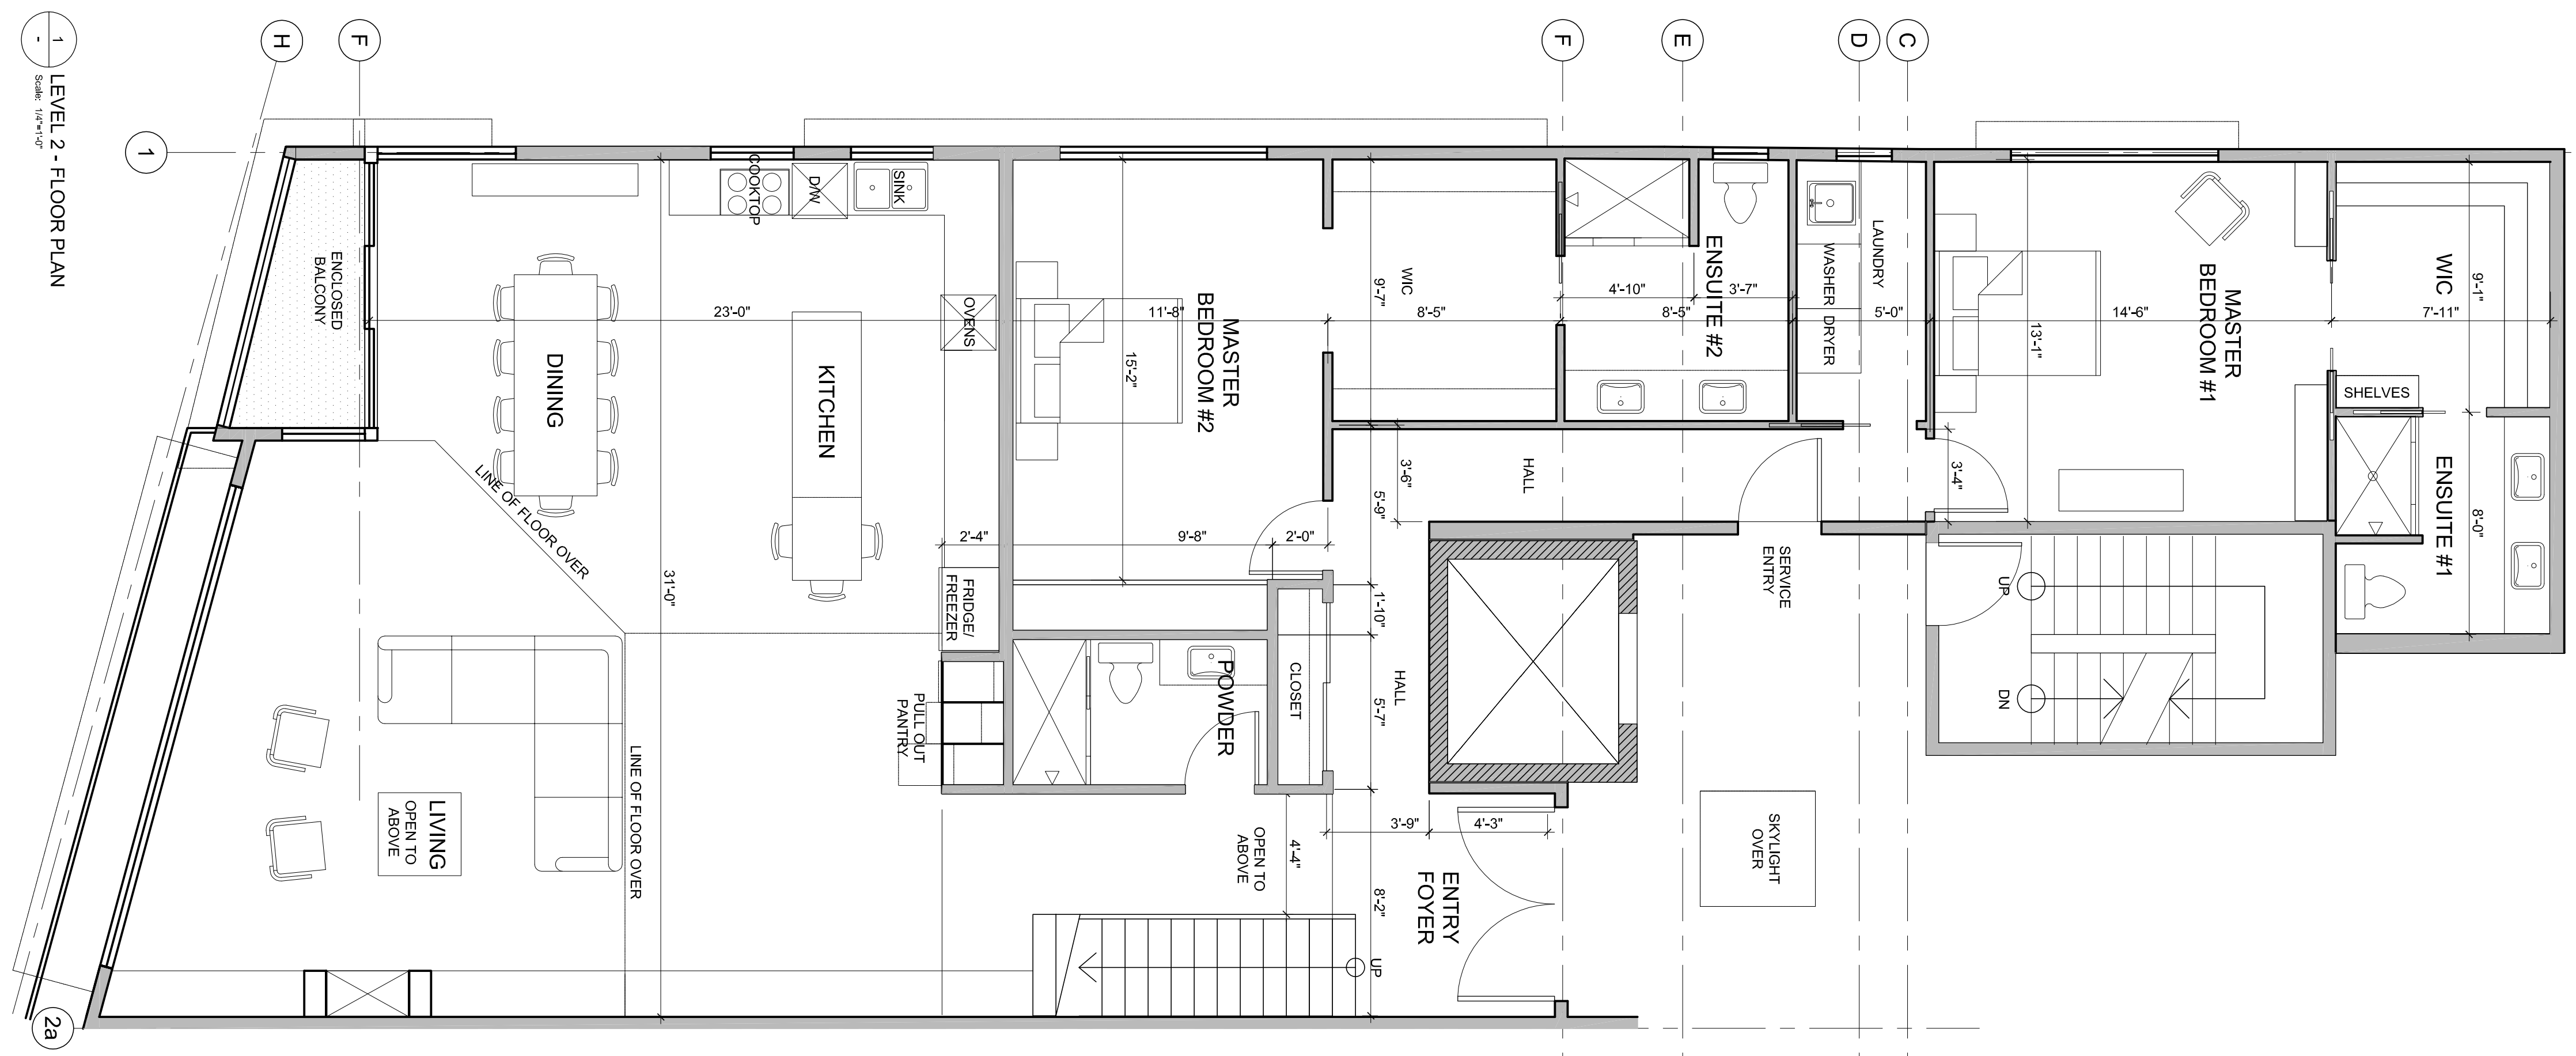 1
-
LEVEL 2 - FLOOR PLAN
Scale: 1/4"=1'-0"
H
F
F
E
D
C
1
2a
ENCLOSED
BALCONY
DINING
23'-0"
COOKTOP
D/W
SINK
KITCHEN
OVENS
LINE OF FLOOR OVER
31'-0"
2'-4"
FRIDGE/
FREEZER
PULL OUT
PANTRY
LINE OF FLOOR OVER
LIVING
OPEN TO
ABOVE
MASTER
BEDROOM #2
11'-8"
15'-2"
9'-8"
2'-0"
WIC
9'-7"
8'-5"
ENSUITE #2
4'-10"
3'-7"
8'-5"
LAUNDRY
WASHER
DRYER
5'-0"
MASTER
BEDROOM #1
14'-6"
13'-1"
3'-4"
WIC
9'-1"
7'-11"
SHELVES
ENSUITE #1
8'-0"
HALL
3'-6"
5'-9"
1'-10"
HALL
5'-7"
CLOSET
POWDER
SERVICE
ENTRY
UP
DN
3'-9"
4'-3"
OPEN TO
ABOVE
4'-4"
8'-2"
ENTRY
FOYER
SKYLIGHT
OVER
UP